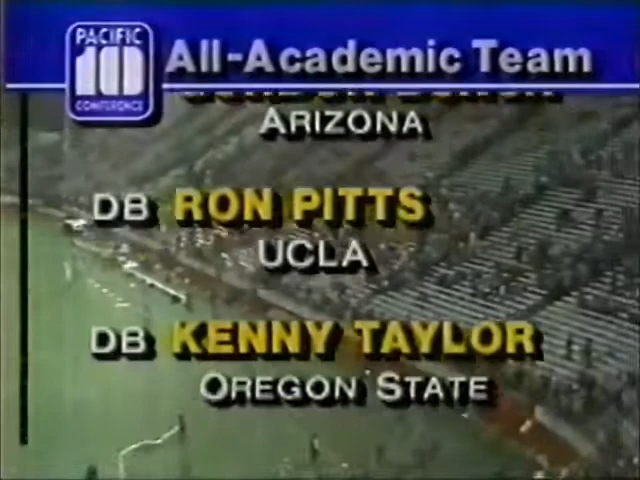 PACIFIC
10
CONFERENCE
All-Academic Team
ARIZONA
DB RON PITTS
UCLA
DB KENNY TAYLOR
OREGON STATE